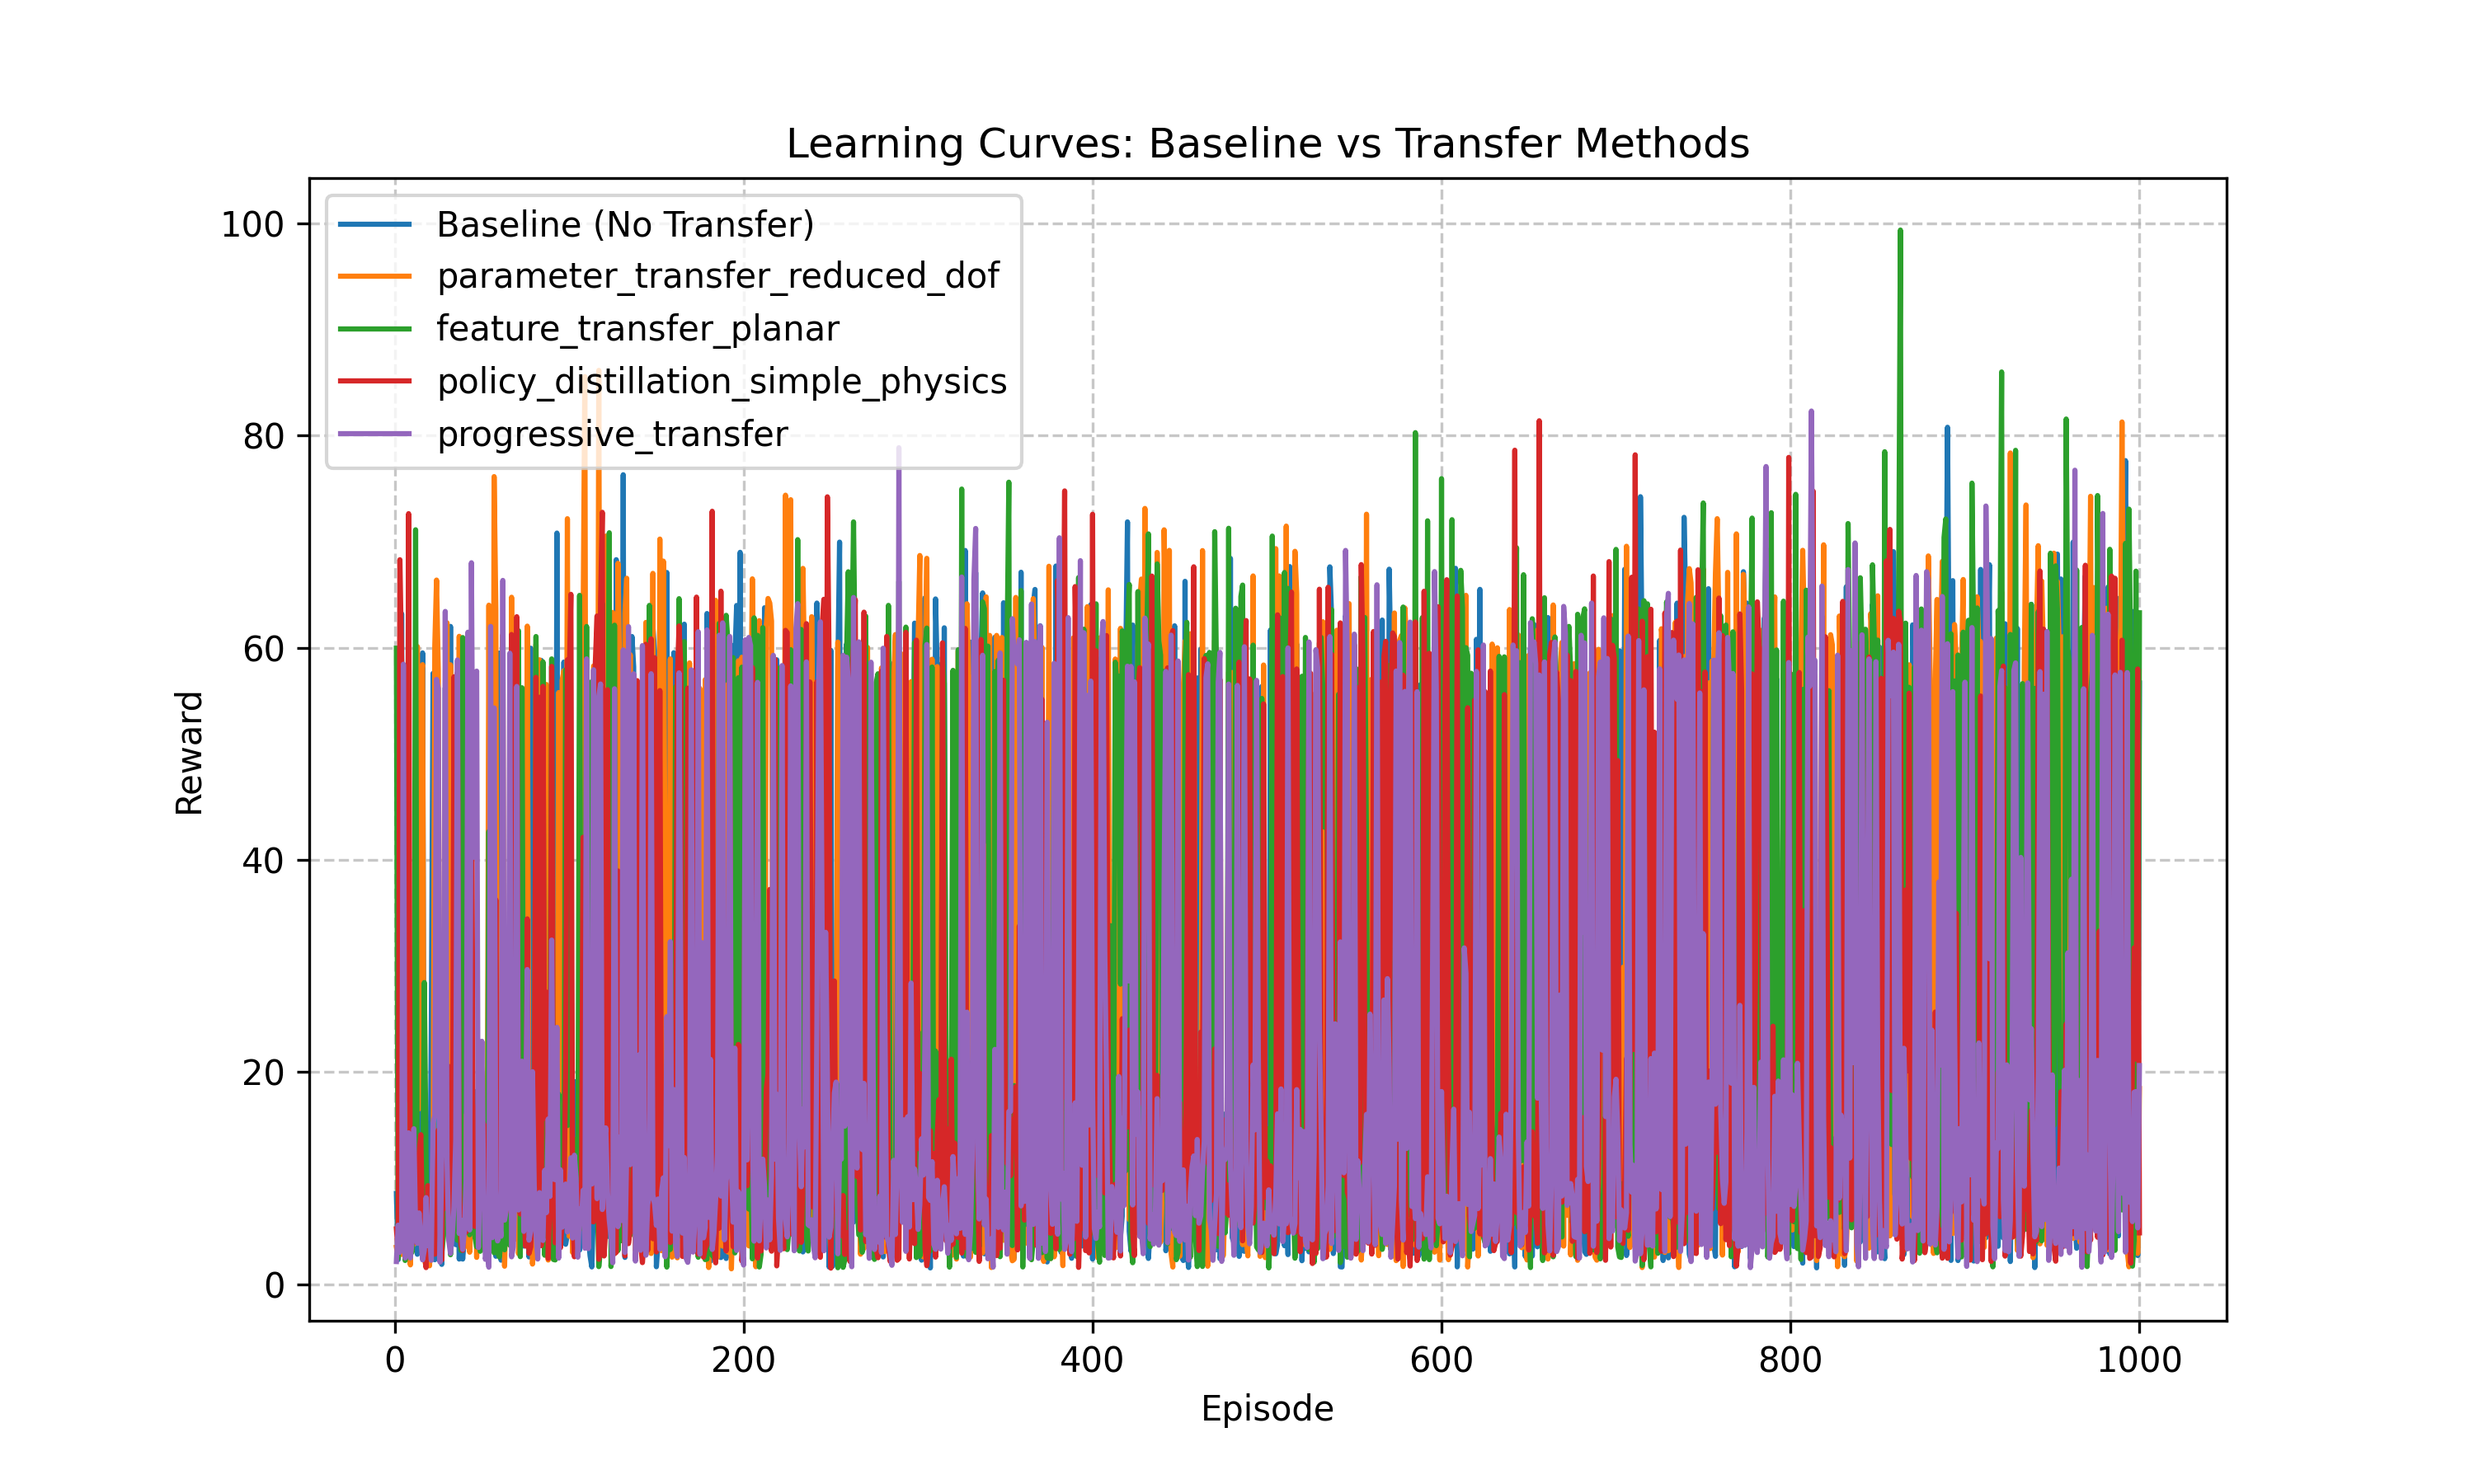 Learning Curves: Baseline vs Transfer Methods
Baseline (No Transfer)
parameter_transfer_reduced_dof
feature_transfer_planar
policy_distillation_simple_physics
progressive_transfer
100
80
60
40
20
0
Reward
0 200 400 600 800 1000
Episode